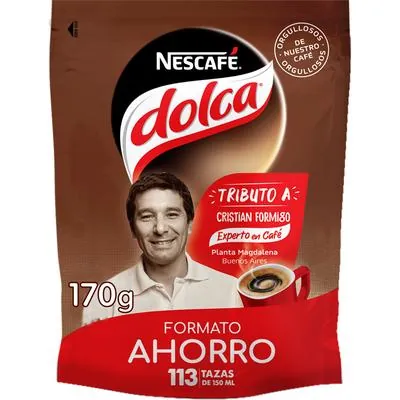 NESCAFÉ
dolca
ORGULLOSOS
DE
NUESTRO
CAFÉ
ORGULLOSOS
TRIBUTO A
CRISTIAN FORMIGO
Experto en Café
Planta Magdalena
Buenos Aires
170g
FORMATO
AHORRO
113 TAZAS
DE 150 ML